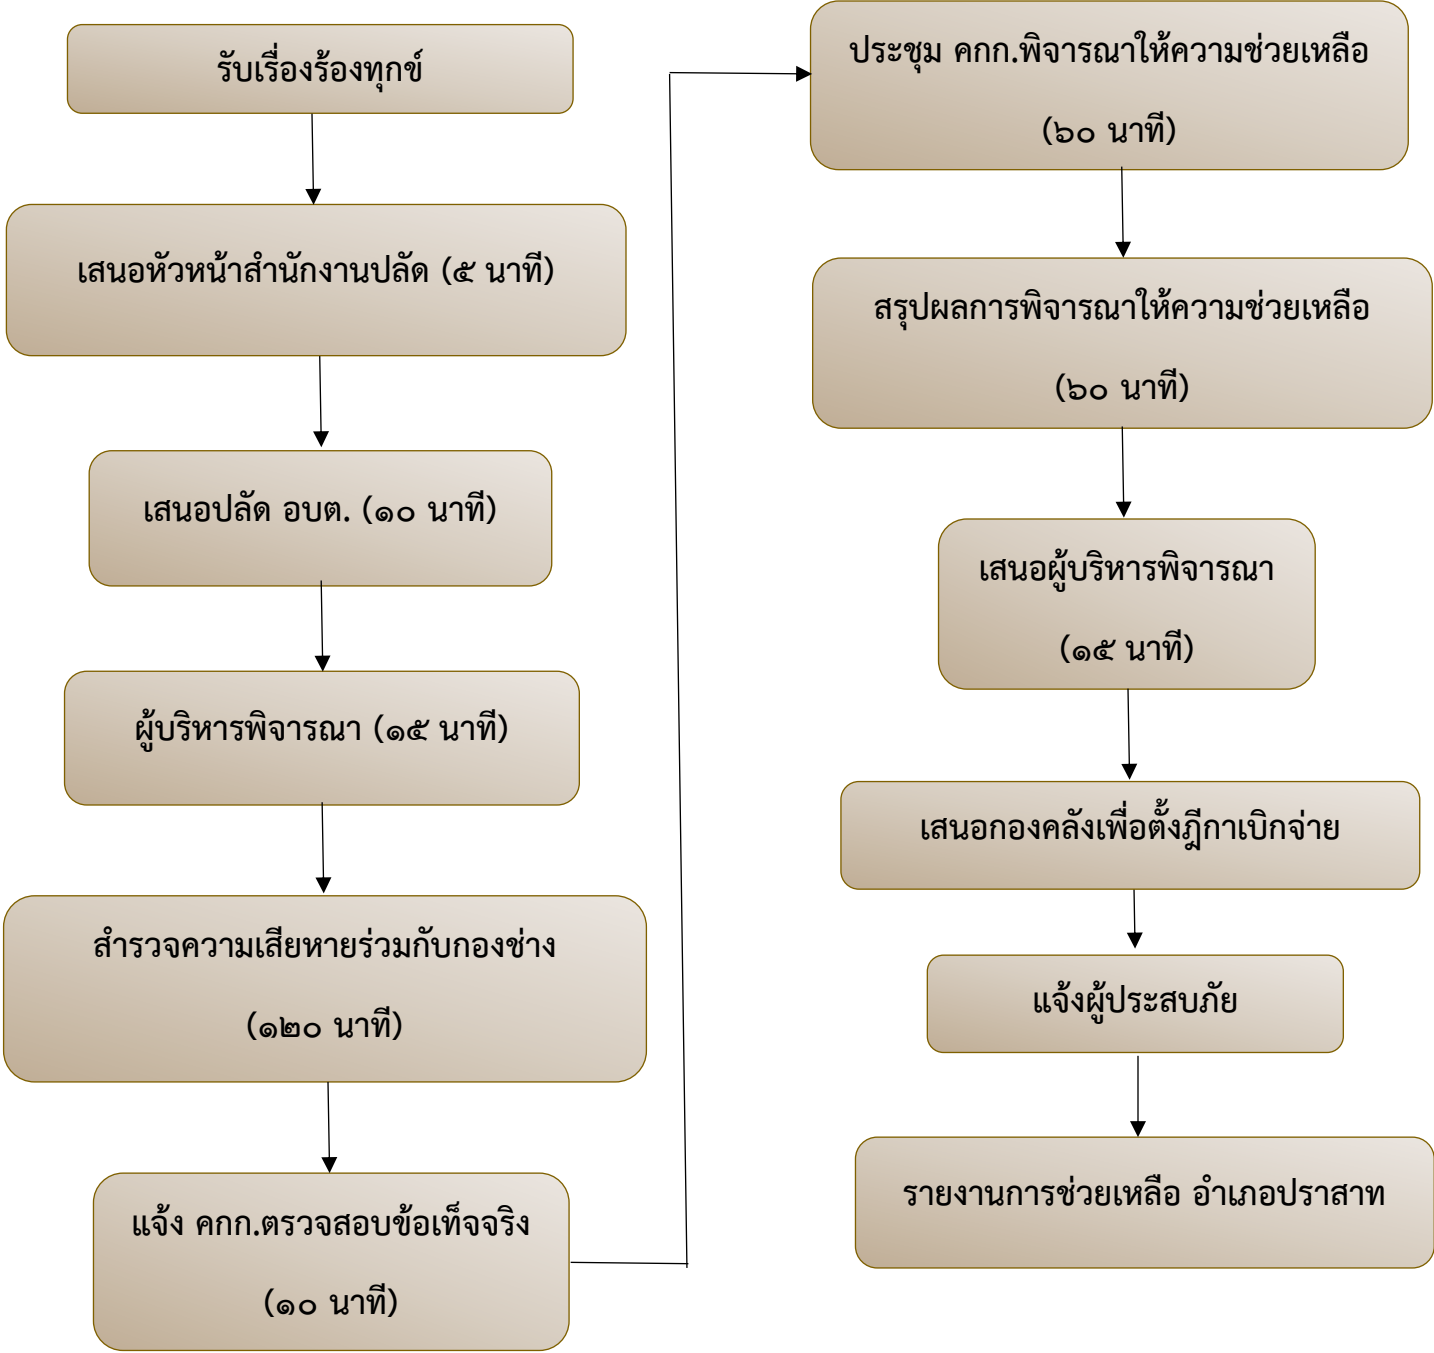 รับเรื่องร้องทุกข์
เสนอหัวหน้าสำนักงานปลัด (๕ นาที)
เสนอปลัด อบต. (๑๐ นาที)
ผู้บริหารพิจารณา (๑๕ นาที)
สำรวจความเสียหายร่วมกับกองช่าง
(๑๒๐ นาที)
แจ้ง คกก.ตรวจสอบข้อเท็จจริง
(๑๐ นาที)
ประชุม คกก.พิจารณาให้ความช่วยเหลือ
(๖๐ นาที)
สรุปผลการพิจารณาให้ความช่วยเหลือ
(๖๐ นาที)
เสนอผู้บริหารพิจารณา
(๑๕ นาที)
เสนอกองคลังเพื่อตั้งฎีกาเบิกจ่าย
แจ้งผู้ประสบภัย
รายงานการช่วยเหลือ อำเภอปราสาท